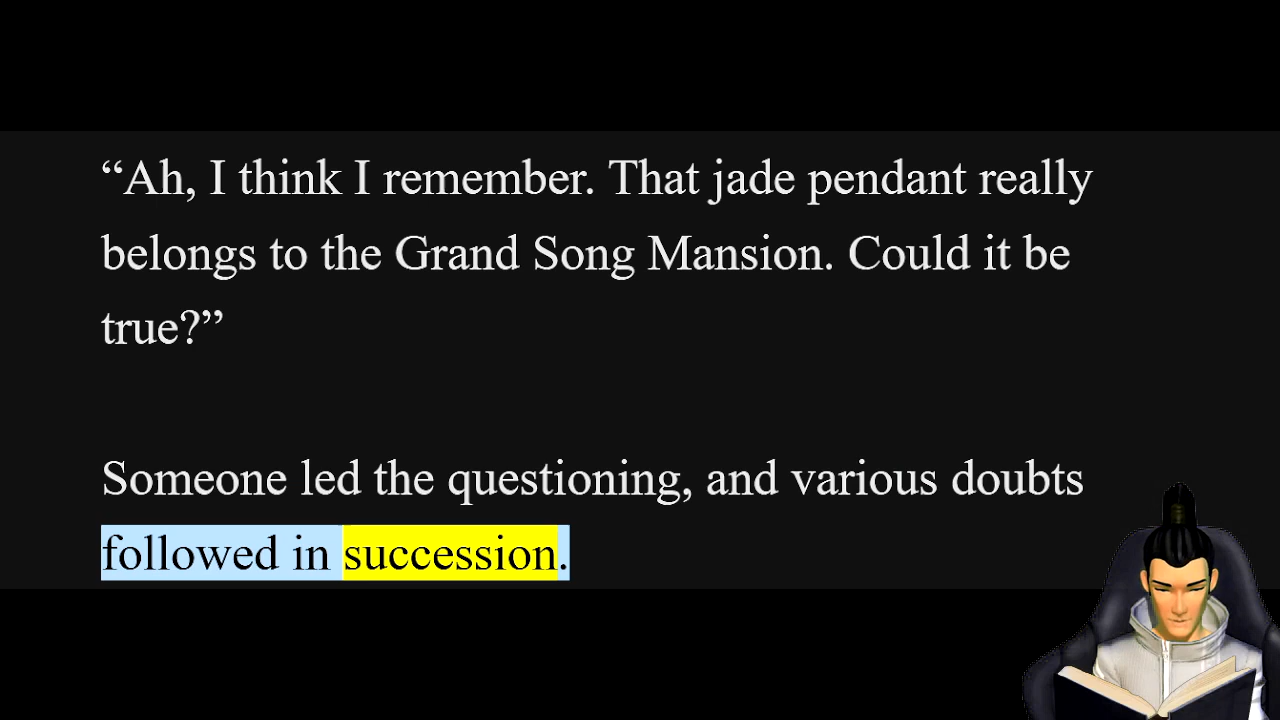 “Ah, I think I remember. That jade pendant really
belongs to the Grand Song Mansion. Could it be
true?”
Someone led the questioning, and various doubts
followed in succession.